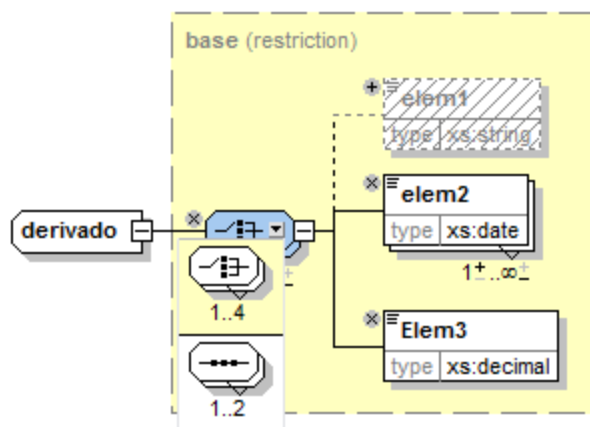 base (restriction)
elem1
type xs:string
elem2
type xs:date
1..∞
derivado
1..4
Elem3
type xs:decimal
1..2